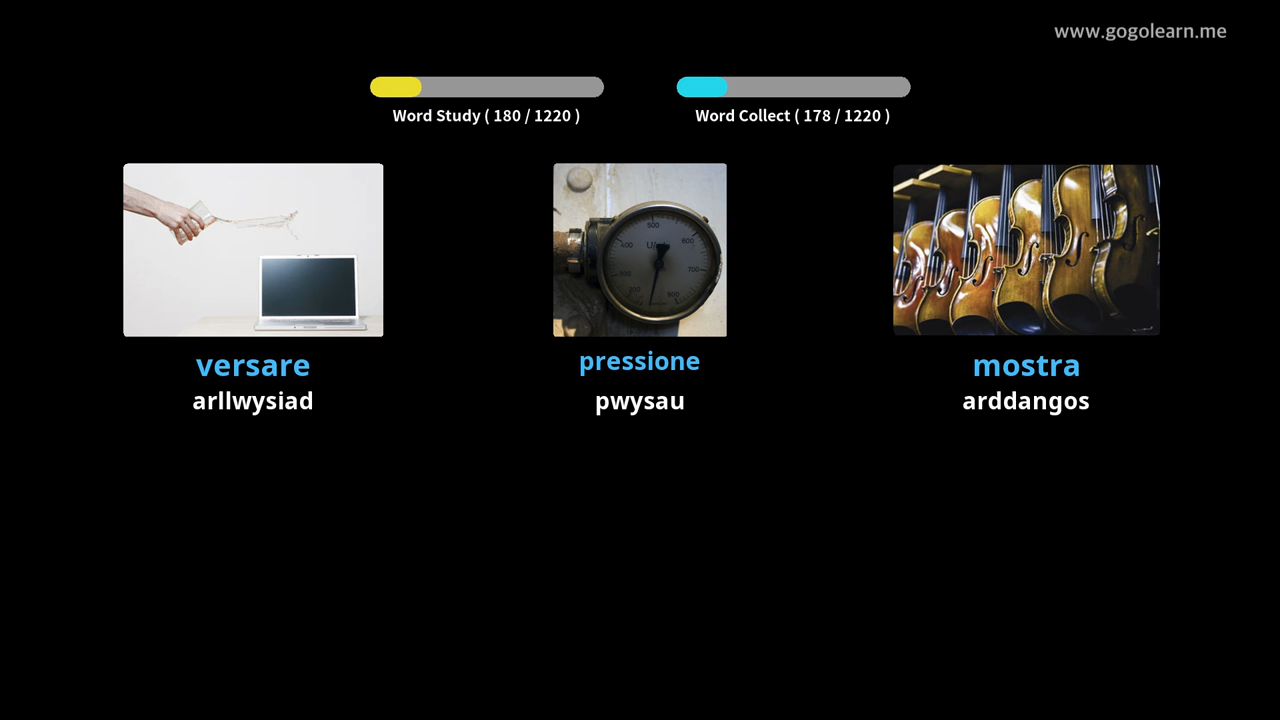 www.gogolearn.me
Word Study ( 180 / 1220 )
Word Collect ( 178 / 1220 )
versare
pressione
mostra
arllwysiad
pwysau
arddangos